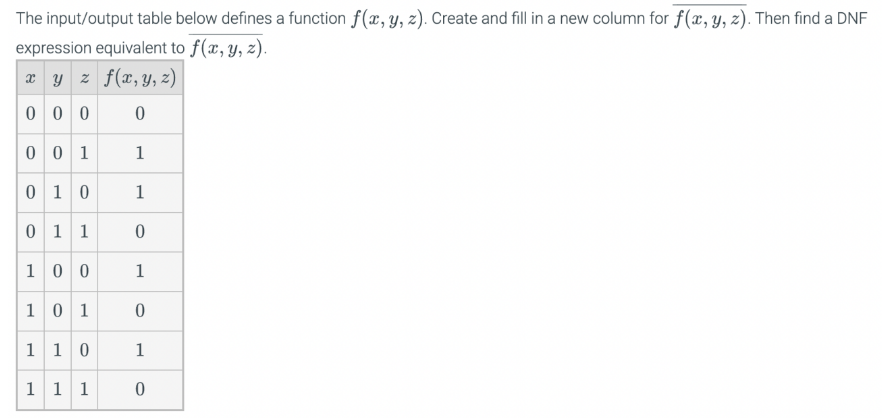 The input/output table below defines a function f(x, y, z). Create and fill in a new column for \overline{f(x, y, z)}. Then find a DNF
expression equivalent to \overline{f(x, y, z)}.
x y z f(x, y, z)
0 0 0 0
0 0 1 1
0 1 0 1
0 1 1 0
1 0 0 1
1 0 1 0
1 1 0 1
1 1 1 0